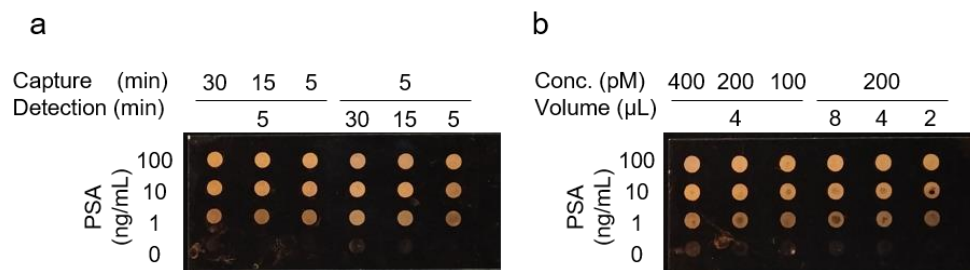 a
Capture (min) 30 15 5 5
Detection (min) 5 30 15 5
PSA (ng/mL)
100
10
1
0
b
Conc. (pM) 400 200 100 200
Volume (µL) 4 8 4 2
PSA (ng/mL)
100
10
1
0